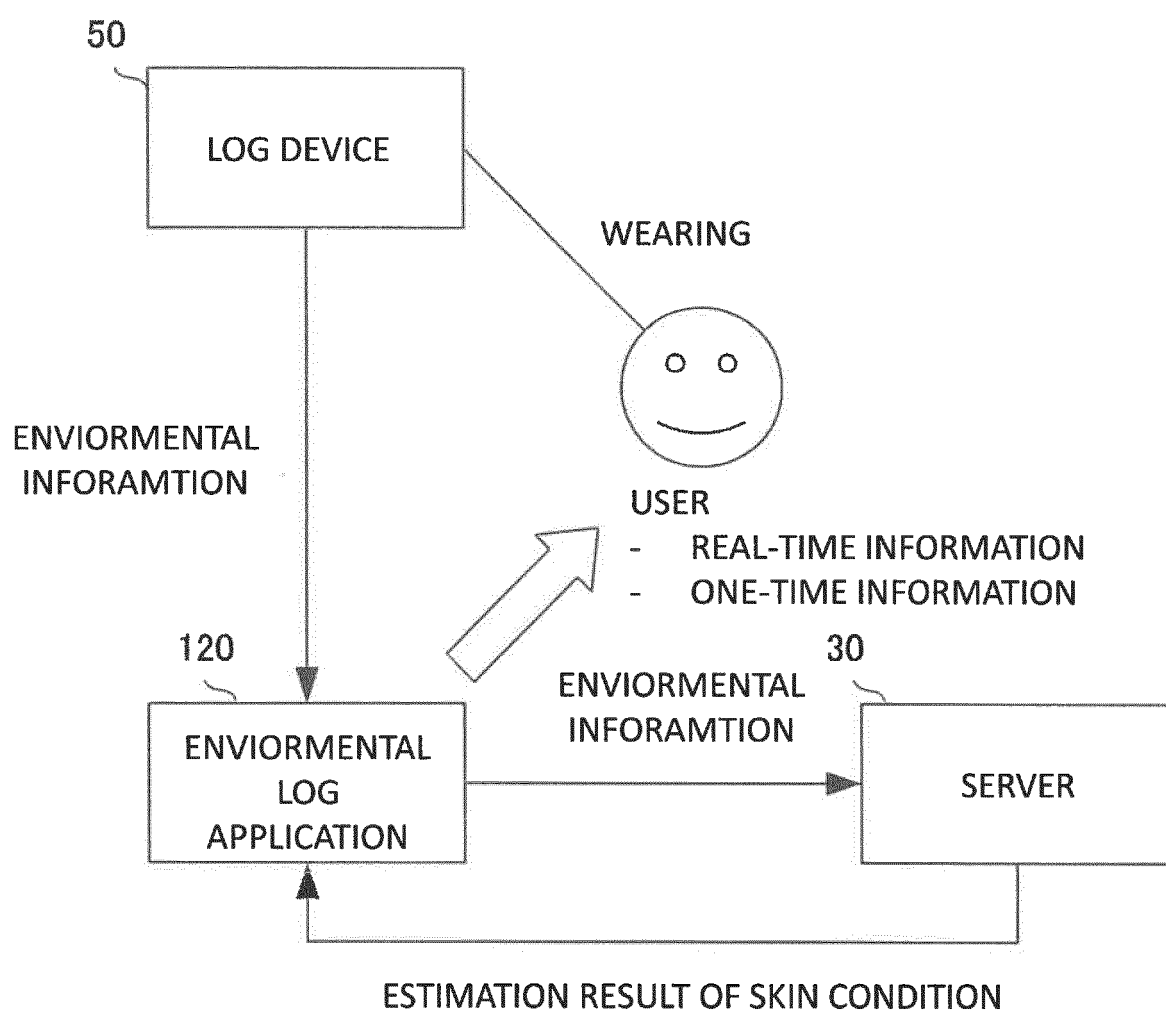 50
LOG DEVICE
WEARING
ENVIORMENTAL
INFORAMTION
USER
- REAL-TIME INFORMATION
- ONE-TIME INFORMATION
120
30
ENVIORMENTAL
INFORAMTION
ENVIORMENTAL
LOG
APPLICATION
SERVER
ESTIMATION RESULT OF SKIN CONDITION